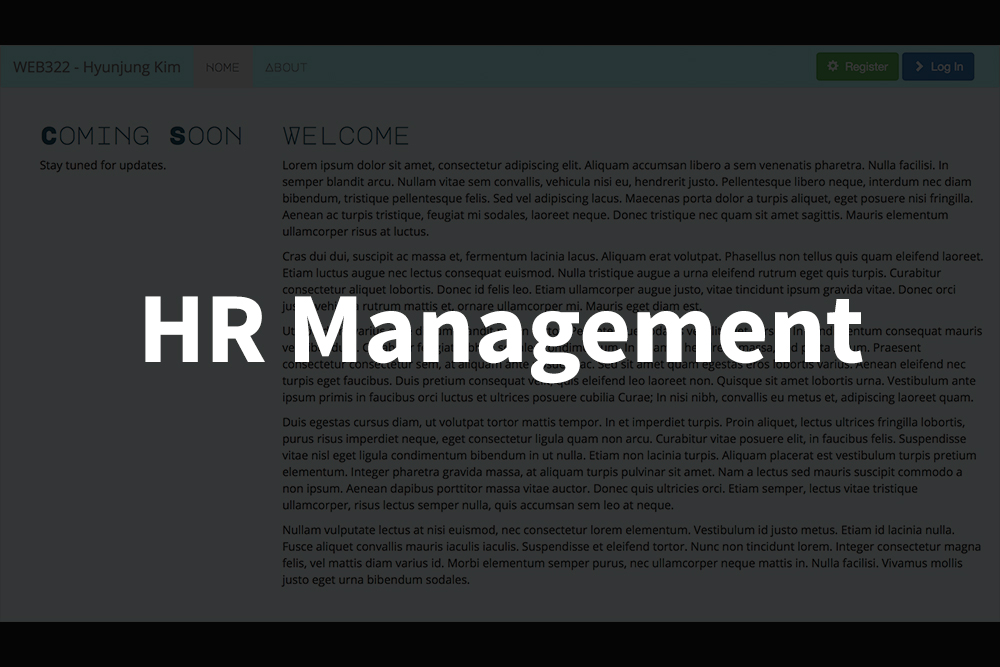 WEB322 - Hyunjung Kim HOME ABOUT Register Log In
COMING SOON
Stay tuned for updates.
WELCOME
Lorem ipsum dolor sit amet, consectetur adipiscing elit. Aliquam accumsan libero a sem venenatis pharetra. Nulla facilisi. In
semper blandit arcu. Nullam vitae sem convallis, vehicula nisi eu, hendrerit justo. Pellentesque libero neque, interdum nec diam
bibendum, tristique pellentesque felis. Sed vel adipiscing lacus. Maecenas porta dolor a turpis aliquet, eget posuere nisi fringilla.
Aenean ac turpis tristique, feugiat mi sodales, laoreet neque. Donec tristique nec quam sit amet sagittis. Mauris elementum
ullamcorper risus at luctus.
Cras dui dui, suscipit ac massa et, fermentum lacinia lacus. Aliquam erat volutpat. Phasellus non tellus quis quam eleifend laoreet.
Etiam luctus augue nec lectus consequat euismod. Nulla tristique augue a urna eleifend rutrum eget quis turpis. Curabitur
consectetur aliquet lobortis. Donec id felis leo. Etiam ullamcorper augue justo, vitae tincidunt ipsum gravida vitae. Donec orci
rutrum mattis et, ornare ullamcorper mi. Mauris eget diam est.
HR Management
consequat mauris
Praesent
consectetur consectetur sem, at aliquam ante Sed sit amet quam egestas eros lobortis varius. Aenean eleifend nec
turpis eget faucibus. Duis pretium consequat quis eleifend leo laoreet non. Quisque sit amet lobortis urna. Vestibulum ante
ipsum primis in faucibus orci luctus et ultrices posuere cubilia Curae; In nisi nibh, convallis eu metus et, adipiscing laoreet quam.
Duis egestas cursus diam, ut volutpat tortor mattis tempor. In et imperdiet turpis. Proin aliquet, lectus ultrices fringilla lobortis,
purus risus imperdiet neque, eget consectetur ligula quam non arcu. Curabitur vitae posuere elit, in faucibus felis. Suspendisse
vitae nisl eget ligula condimentum bibendum in ut nulla. Etiam non lacinia turpis. Aliquam placerat est vestibulum turpis pretium
elementum. Integer pharetra gravida massa, at aliquam turpis pulvinar sit amet. Nam a lectus sed mauris suscipit commodo a
non ipsum. Aenean dapibus porttitor massa vitae auctor. Donec quis ultricies orci. Etiam semper, lectus vitae tristique
ullamcorper, risus lectus semper nulla, quis accumsan sem leo at neque.
Nullam vulputate lectus at nisi euismod, nec consectetur lorem elementum. Vestibulum id justo metus. Etiam id lacinia nulla.
Fusce aliquet convallis mauris iaculis iaculis. Suspendisse et eleifend tortor. Nunc non tincidunt lorem. Integer consectetur magna
felis, vel mattis diam varius id. Morbi elementum semper purus, nec ullamcorper neque mattis in. Nulla facilisi. Vivamus mollis
justo eget urna bibendum sodales.